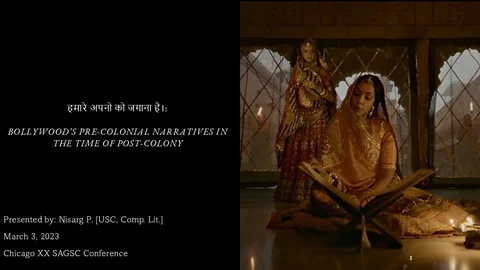 हमारे अपनो को जगाना है।:
BOLLYWOOD'S PRE-COLONIAL NARRATIVES IN
THE TIME OF POST-COLONY
Presented by: Nisarg P. [USC, Comp. Lit.]
March 3, 2023
Chicago XX SAGSC Conference
1